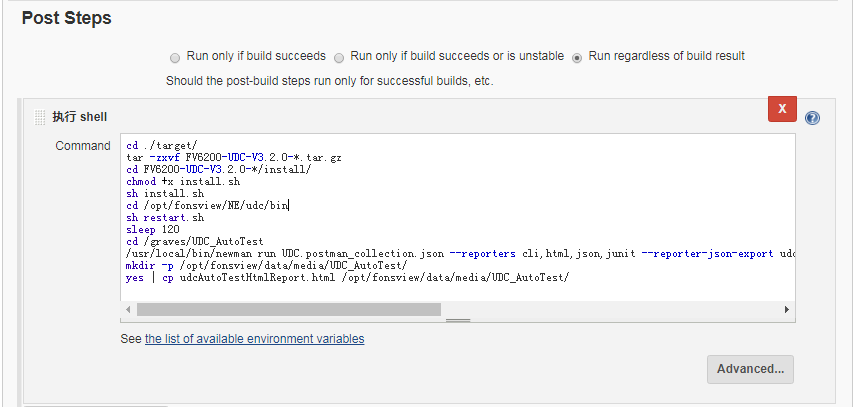 Post Steps
Run only if build succeeds Run only if build succeeds or is unstable Run regardless of build result
Should the post-build steps run only for successful builds, etc.
执行 shell
X
Command
cd ./target/
tar -zxvf FV6200-UDC-V3.2.0-*.tar.gz
cd FV6200-UDC-V3.2.0-*/install/
chmod +x install.sh
sh install.sh
cd /opt/fonsview/NE/udc/bin
sh restart.sh
sleep 120
cd /graves/UDC_AutoTest
/usr/local/bin/newman run UDC.postman_collection.json --reporters cli,html,json,junit --reporter-json-export udc
mkdir -p /opt/fonsview/data/media/UDC_AutoTest/
yes | cp udcAutoTestHtmlReport.html /opt/fonsview/data/media/UDC_AutoTest/
See the list of available environment variables
Advanced...